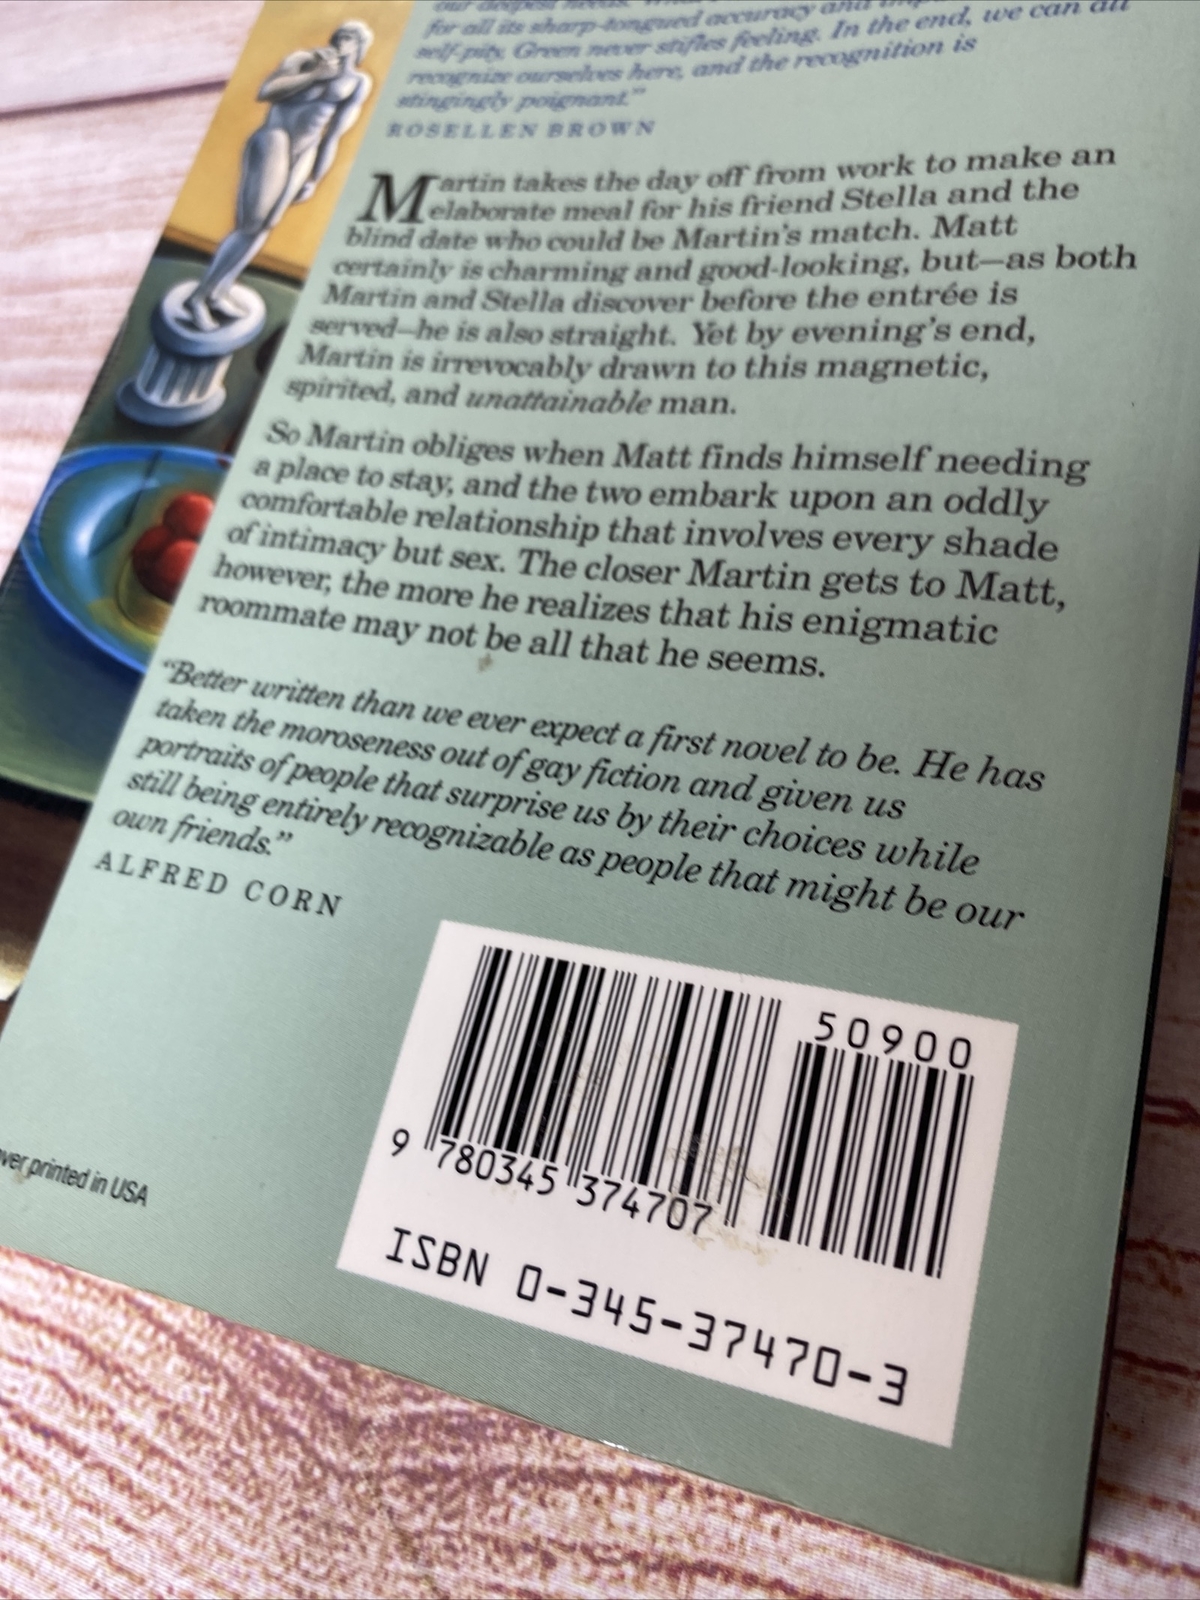 our deepest needs.
for all its sharp-tongued accuracy and
self-pity, Green never stifles feeling. In the end, we can all
recognize ourselves here, and the recognition is
stingingly poignant."
ROSELLEN BROWN
Martin takes the day off from work to make an
elaborate meal for his friend Stella and the
blind date who could be Martin's match. Matt
certainly is charming and good-looking, but—as both
Martin and Stella discover before the entrée is
served—he is also straight. Yet by evening's end,
Martin is irrevocably drawn to this magnetic,
spirited, and unattainable man.
So Martin obliges when Matt finds himself needing
a place to stay, and the two embark upon an oddly
comfortable relationship that involves every shade
of intimacy but sex. The closer Martin gets to Matt,
however, the more he realizes that his enigmatic
roommate may not be all that he seems.
"Better written than we ever expect a first novel to be. He has
taken the moroseness out of gay fiction and given us
portraits of people that surprise us by their choices while
still being entirely recognizable as people that might be our
own friends."
ALFRED CORN
50900
9 780345 374707
ISBN 0-345-37470-3
printed in USA